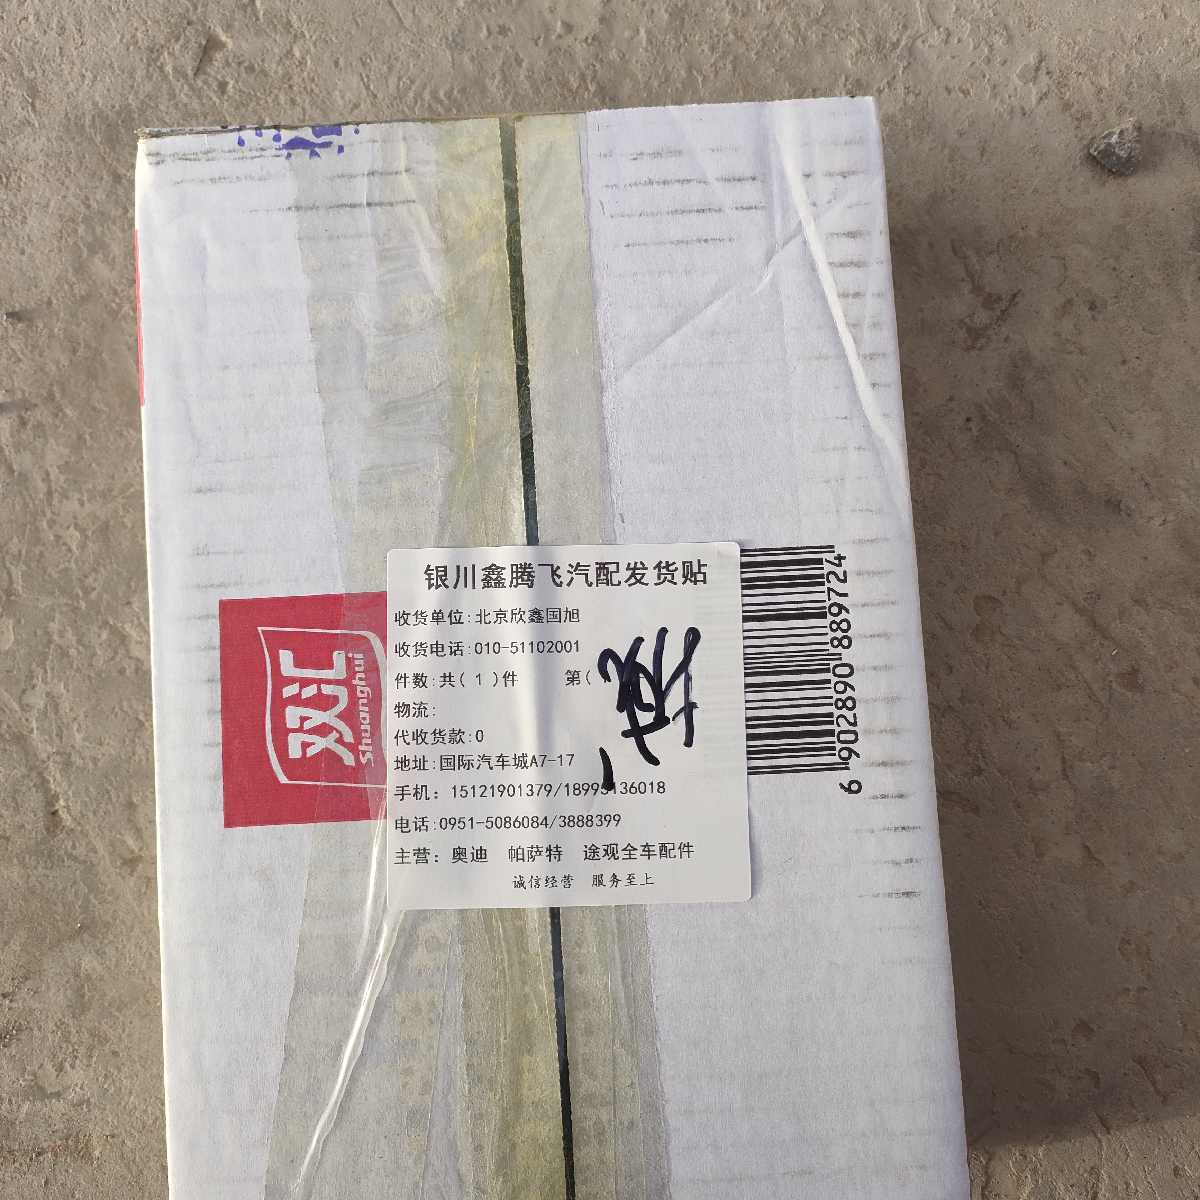 双汇
Shuanghui
银川鑫腾飞汽配发货贴
收货单位:北京欣鑫国旭
收货电话:010-51102001
件数:共( 1 )件 第(
物流:
代收货款:0
地址:国际汽车城A7-17
手机: 15121901379/18995136018
电话:0951-5086084/3888399
主营: 奥迪 帕萨特 途观全车配件
诚信经营 服务至上
6 902890 889724